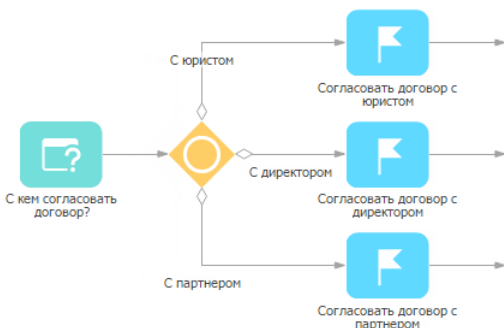 С юристом
Согласовать договор с
юристом
С кем согласовать
договор?
С директором
Согласовать договор с
директором
С партнером
Согласовать договор с
партнером